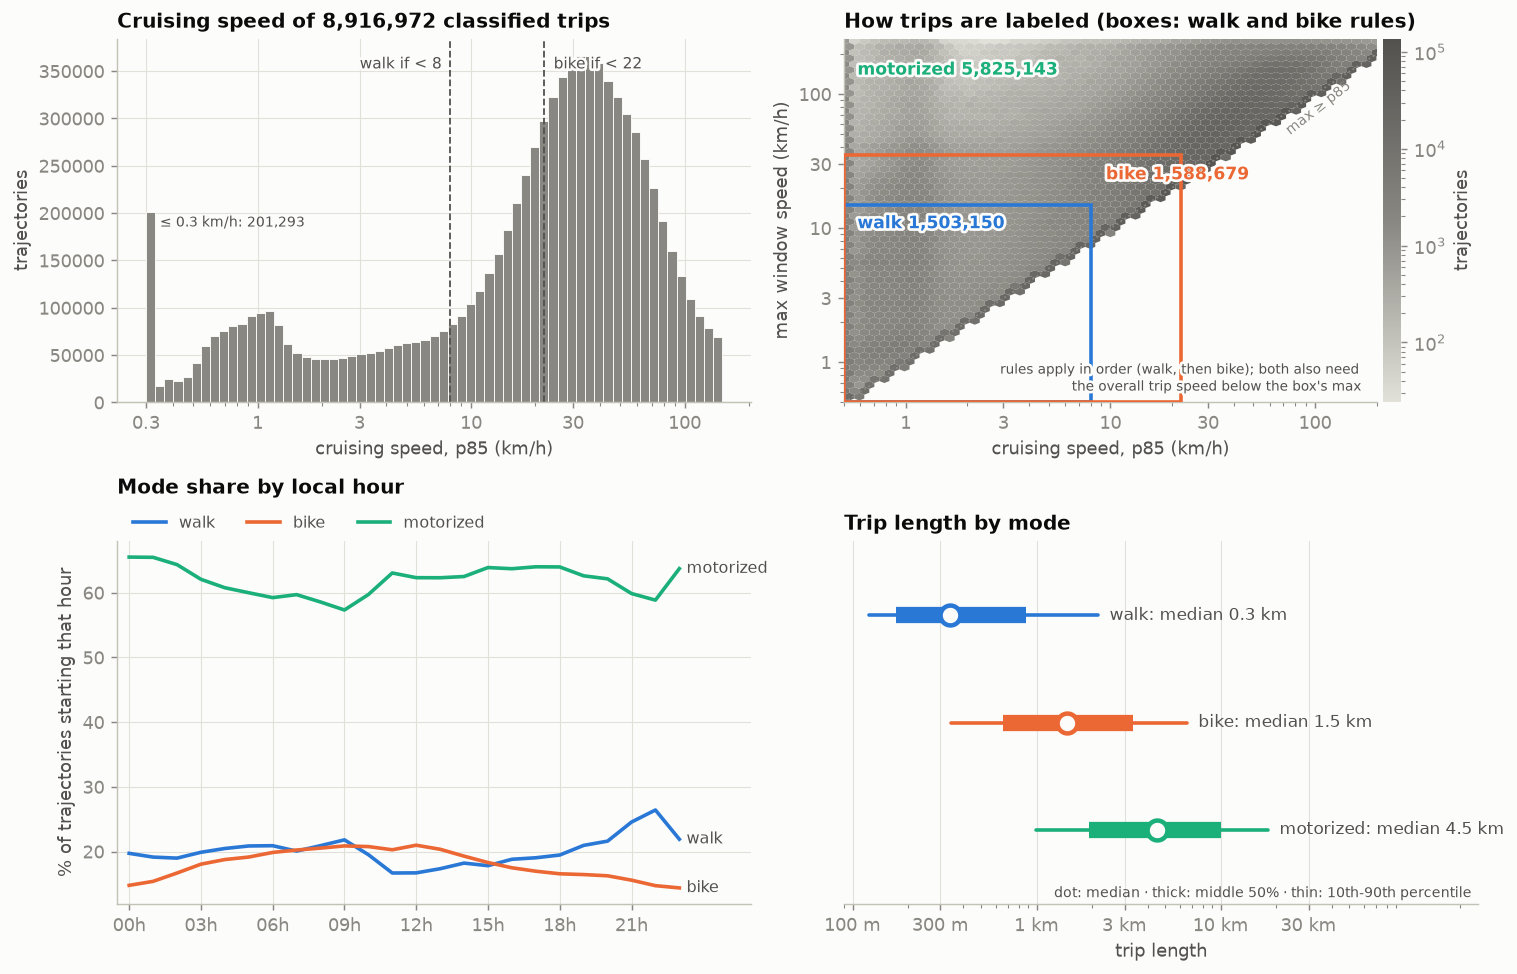 Cruising speed of 8,916,972 classified trips
walk if < 8
bike if < 22
≤ 0.3 km/h: 201,293
trajectories
350000
300000
250000
200000
150000
100000
50000
0
0.3
1
3
10
30
100
cruising speed, p85 (km/h)
How trips are labeled (boxes: walk and bike rules)
motorized 5,825,143
max ≥ p85
bike 1,588,679
walk 1,503,150
rules apply in order (walk, then bike); both also need
the overall trip speed below the box's max
max window speed (km/h)
100
30
10
3
1
1
3
10
30
100
cruising speed, p85 (km/h)
10^5
10^4
10^3
10^2
trajectories
Mode share by local hour
walk
bike
motorized
% of trajectories starting that hour
60
50
40
30
20
motorized
walk
bike
00h
03h
06h
09h
12h
15h
18h
21h
Trip length by mode
walk: median 0.3 km
bike: median 1.5 km
motorized: median 4.5 km
dot: median · thick: middle 50% · thin: 10th-90th percentile
100 m
300 m
1 km
3 km
10 km
30 km
trip length